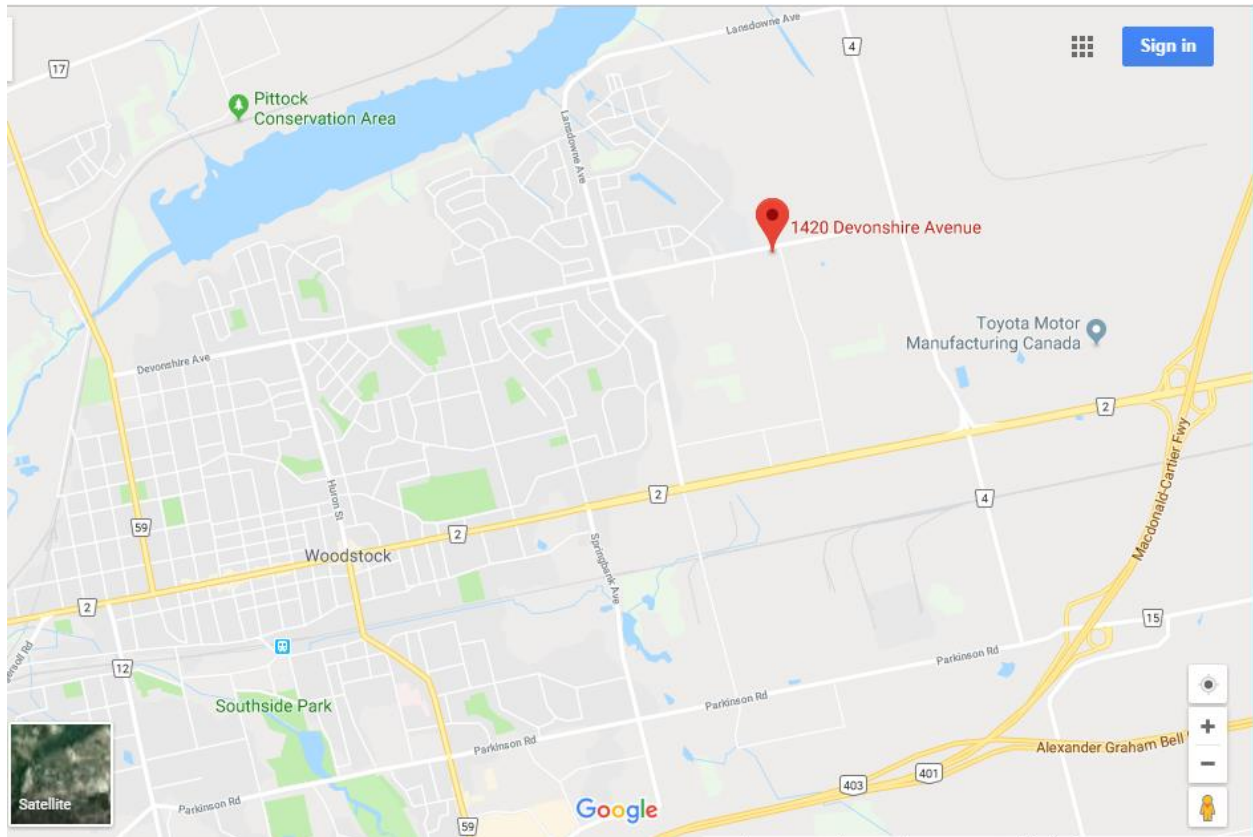 Lansdowne Ave
4
Sign in
17
Pittock
Conservation Area
Lansdowne Ave
1420 Devonshire Avenue
Toyota Motor
Manufacturing Canada
Devonshire Ave
2
Macdonald-Cartier Fwy
Huron St
2
4
59
2
Woodstock
Springbank Ave
2
15
12
Parkinson Rd
Southside Park
Parkinson Rd
Parkinson Rd
Alexander Graham Bell
401
403
Satellite
Parkinson Rd
Google
59